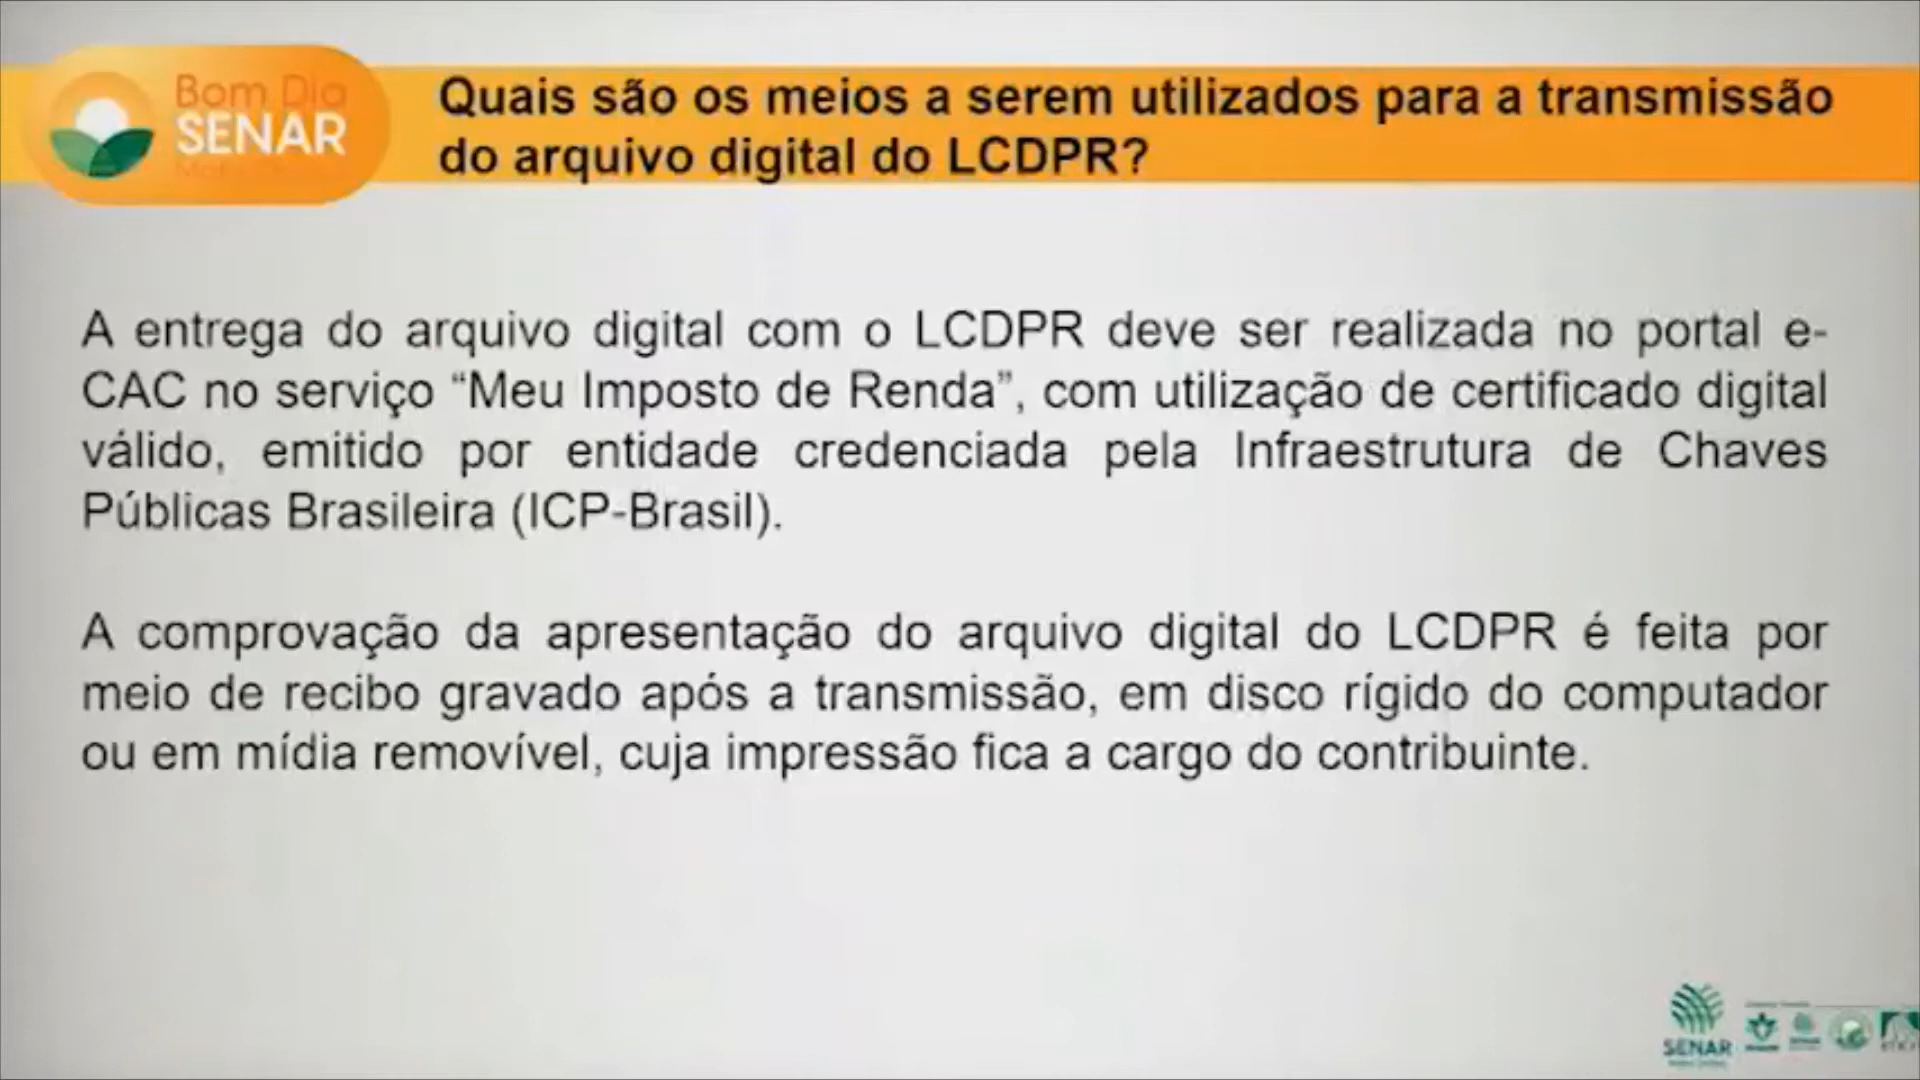 Bom Dia
SENAR
Quais são os meios a serem utilizados para a transmissão
do arquivo digital do LCDPR?
A entrega do arquivo digital com o LCDPR deve ser realizada no portal e-
CAC no serviço “Meu Imposto de Renda”, com utilização de certificado digital
válido, emitido por entidade credenciada pela Infraestrutura de Chaves
Públicas Brasileira (ICP-Brasil).
A comprovação da apresentação do arquivo digital do LCDPR é feita por
meio de recibo gravado após a transmissão, em disco rígido do computador
ou em mídia removível, cuja impressão fica a cargo do contribuinte.
SENAR